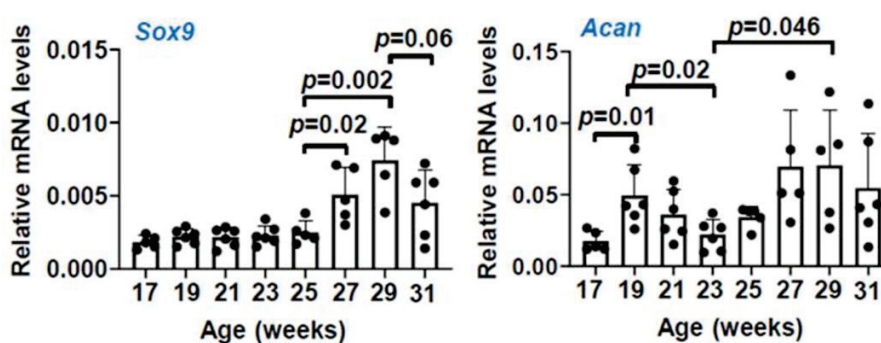 Sox9
Relative mRNA levels
0.015
0.010
0.005
0.000
p=0.06
p=0.002
p=0.02
17 19 21 23 25 27 29 31
Age (weeks)
Acan
Relative mRNA levels
0.15
0.10
0.05
0.00
p=0.046
p=0.02
p=0.01
17 19 21 23 25 27 29 31
Age (weeks)